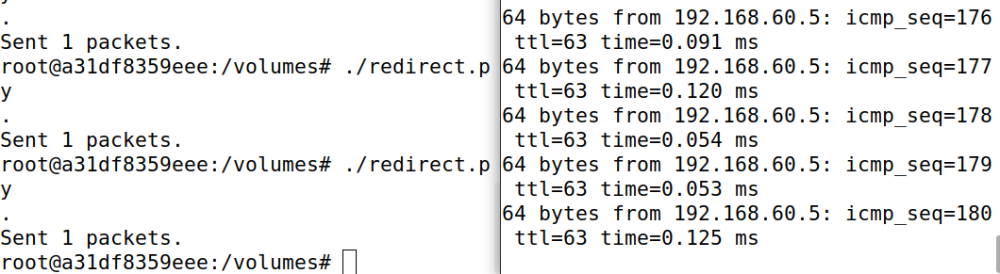 .
Sent 1 packets.
root@a31df8359eee:/volumes# ./redirect.p
y
.
Sent 1 packets.
root@a31df8359eee:/volumes# ./redirect.p
y
.
Sent 1 packets.
root@a31df8359eee:/volumes#
64 bytes from 192.168.60.5: icmp_seq=176
 ttl=63 time=0.091 ms
64 bytes from 192.168.60.5: icmp_seq=177
 ttl=63 time=0.120 ms
64 bytes from 192.168.60.5: icmp_seq=178
 ttl=63 time=0.054 ms
64 bytes from 192.168.60.5: icmp_seq=179
 ttl=63 time=0.053 ms
64 bytes from 192.168.60.5: icmp_seq=180
 ttl=63 time=0.125 ms